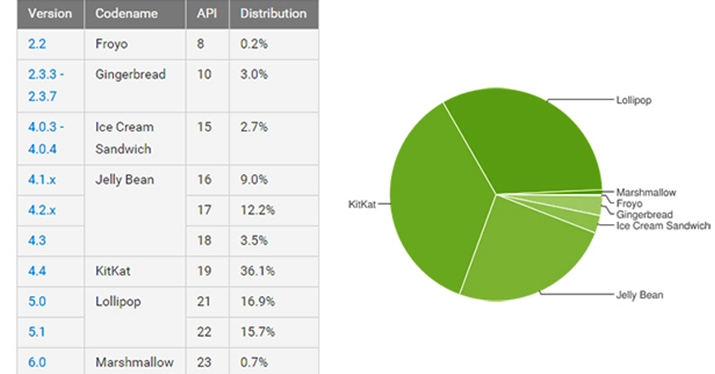 Version Codename API Distribution
2.2 Froyo 8 0.2%
2.3.3 - Gingerbread 10 3.0%
2.3.7
4.0.3 - Ice Cream 15 2.7%
4.0.4 Sandwich
4.1.x Jelly Bean 16 9.0%
4.2.x 17 12.2%
4.3 18 3.5%
4.4 KitKat 19 36.1%
5.0 Lollipop 21 16.9%
5.1 22 15.7%
6.0 Marshmallow 23 0.7%
Lollipop
Marshmallow
Froyo
Gingerbread
Ice Cream Sandwich
KitKat
Jelly Bean